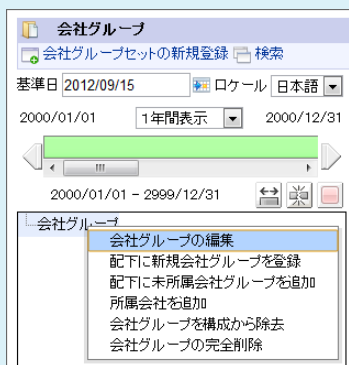 会社グループ
会社グループセットの新規登録 検索
基準日 2012/09/15 ロケール 日本語
2000/01/01 1年間表示 2000/12/31
2000/01/01 - 2999/12/31
会社グループ
会社グループの編集
配下に新規会社グループを登録
配下に未所属会社グループを追加
所属会社を追加
会社グループを構成から除去
会社グループの完全削除